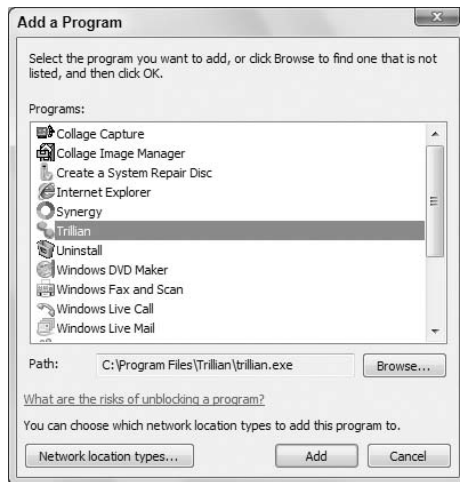 Add a Program
Select the program you want to add, or click Browse to find one that is not
listed, and then click OK.
Programs:
Collage Capture
Collage Image Manager
Create a System Repair Disc
Internet Explorer
Synergy
Trillian
Uninstall
Windows DVD Maker
Windows Fax and Scan
Windows Live Call
Windows Live Mail
Path: C:\Program Files\Trillian\trillian.exe Browse...
What are the risks of unblocking a program?
You can choose which network location types to add this program to.
Network location types... Add Cancel